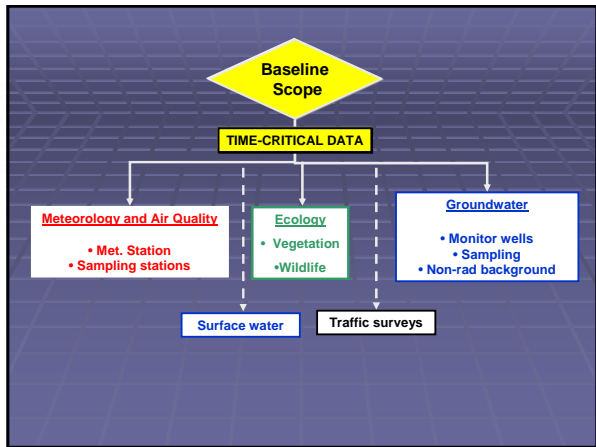 Baseline
Scope
TIME-CRITICAL DATA
Meteorology and Air Quality
• Met. Station
• Sampling stations
Ecology
• Vegetation
•Wildlife
Groundwater
• Monitor wells
• Sampling
• Non-rad background
Surface water
Traffic surveys